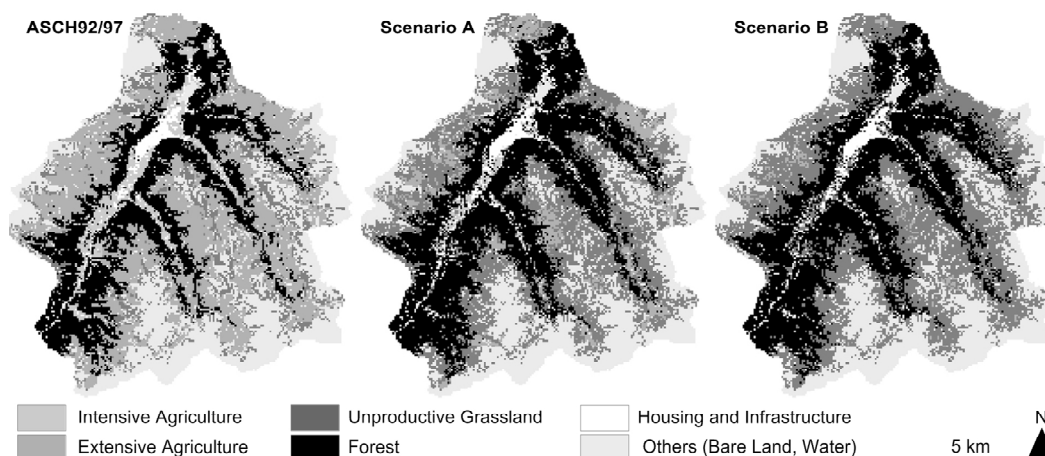 ASCH92/97
Scenario A
Scenario B
Intensive Agriculture
Unproductive Grassland
Housing and Infrastructure
N
Extensive Agriculture
Forest
Others (Bare Land, Water)
5 km